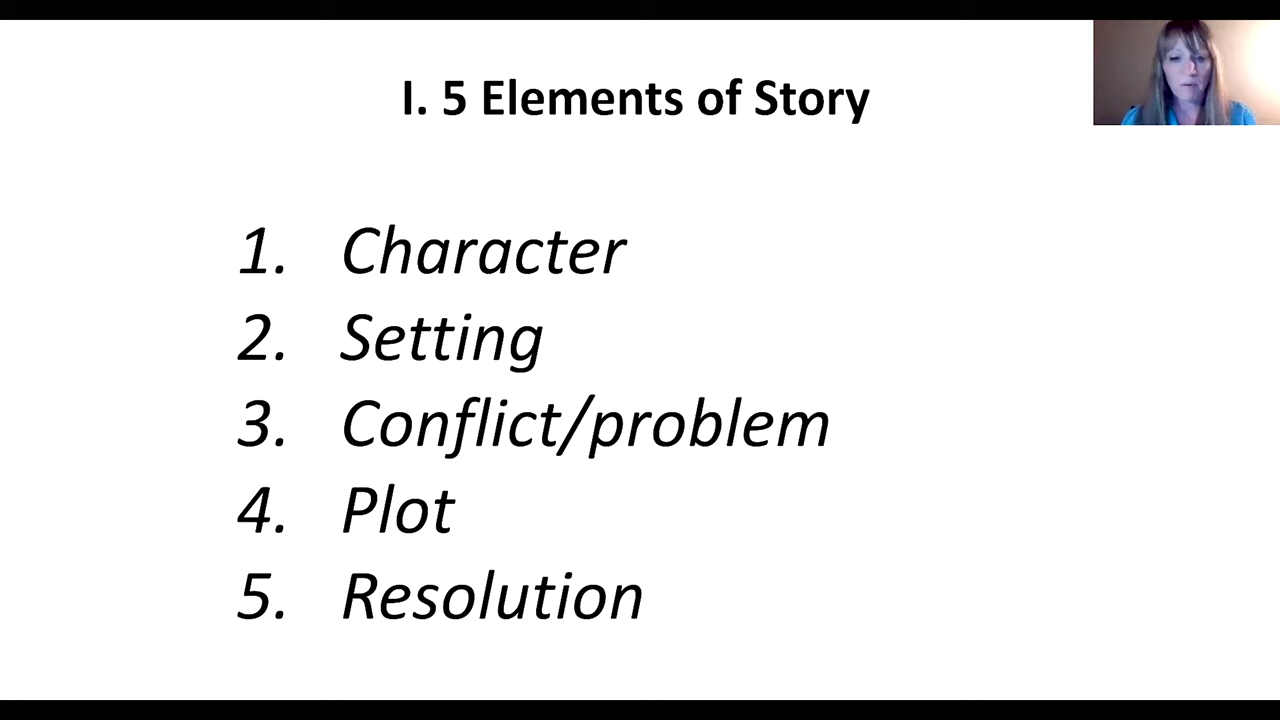 I. 5 Elements of Story
1. Character
2. Setting
3. Conflict/problem
4. Plot
5. Resolution